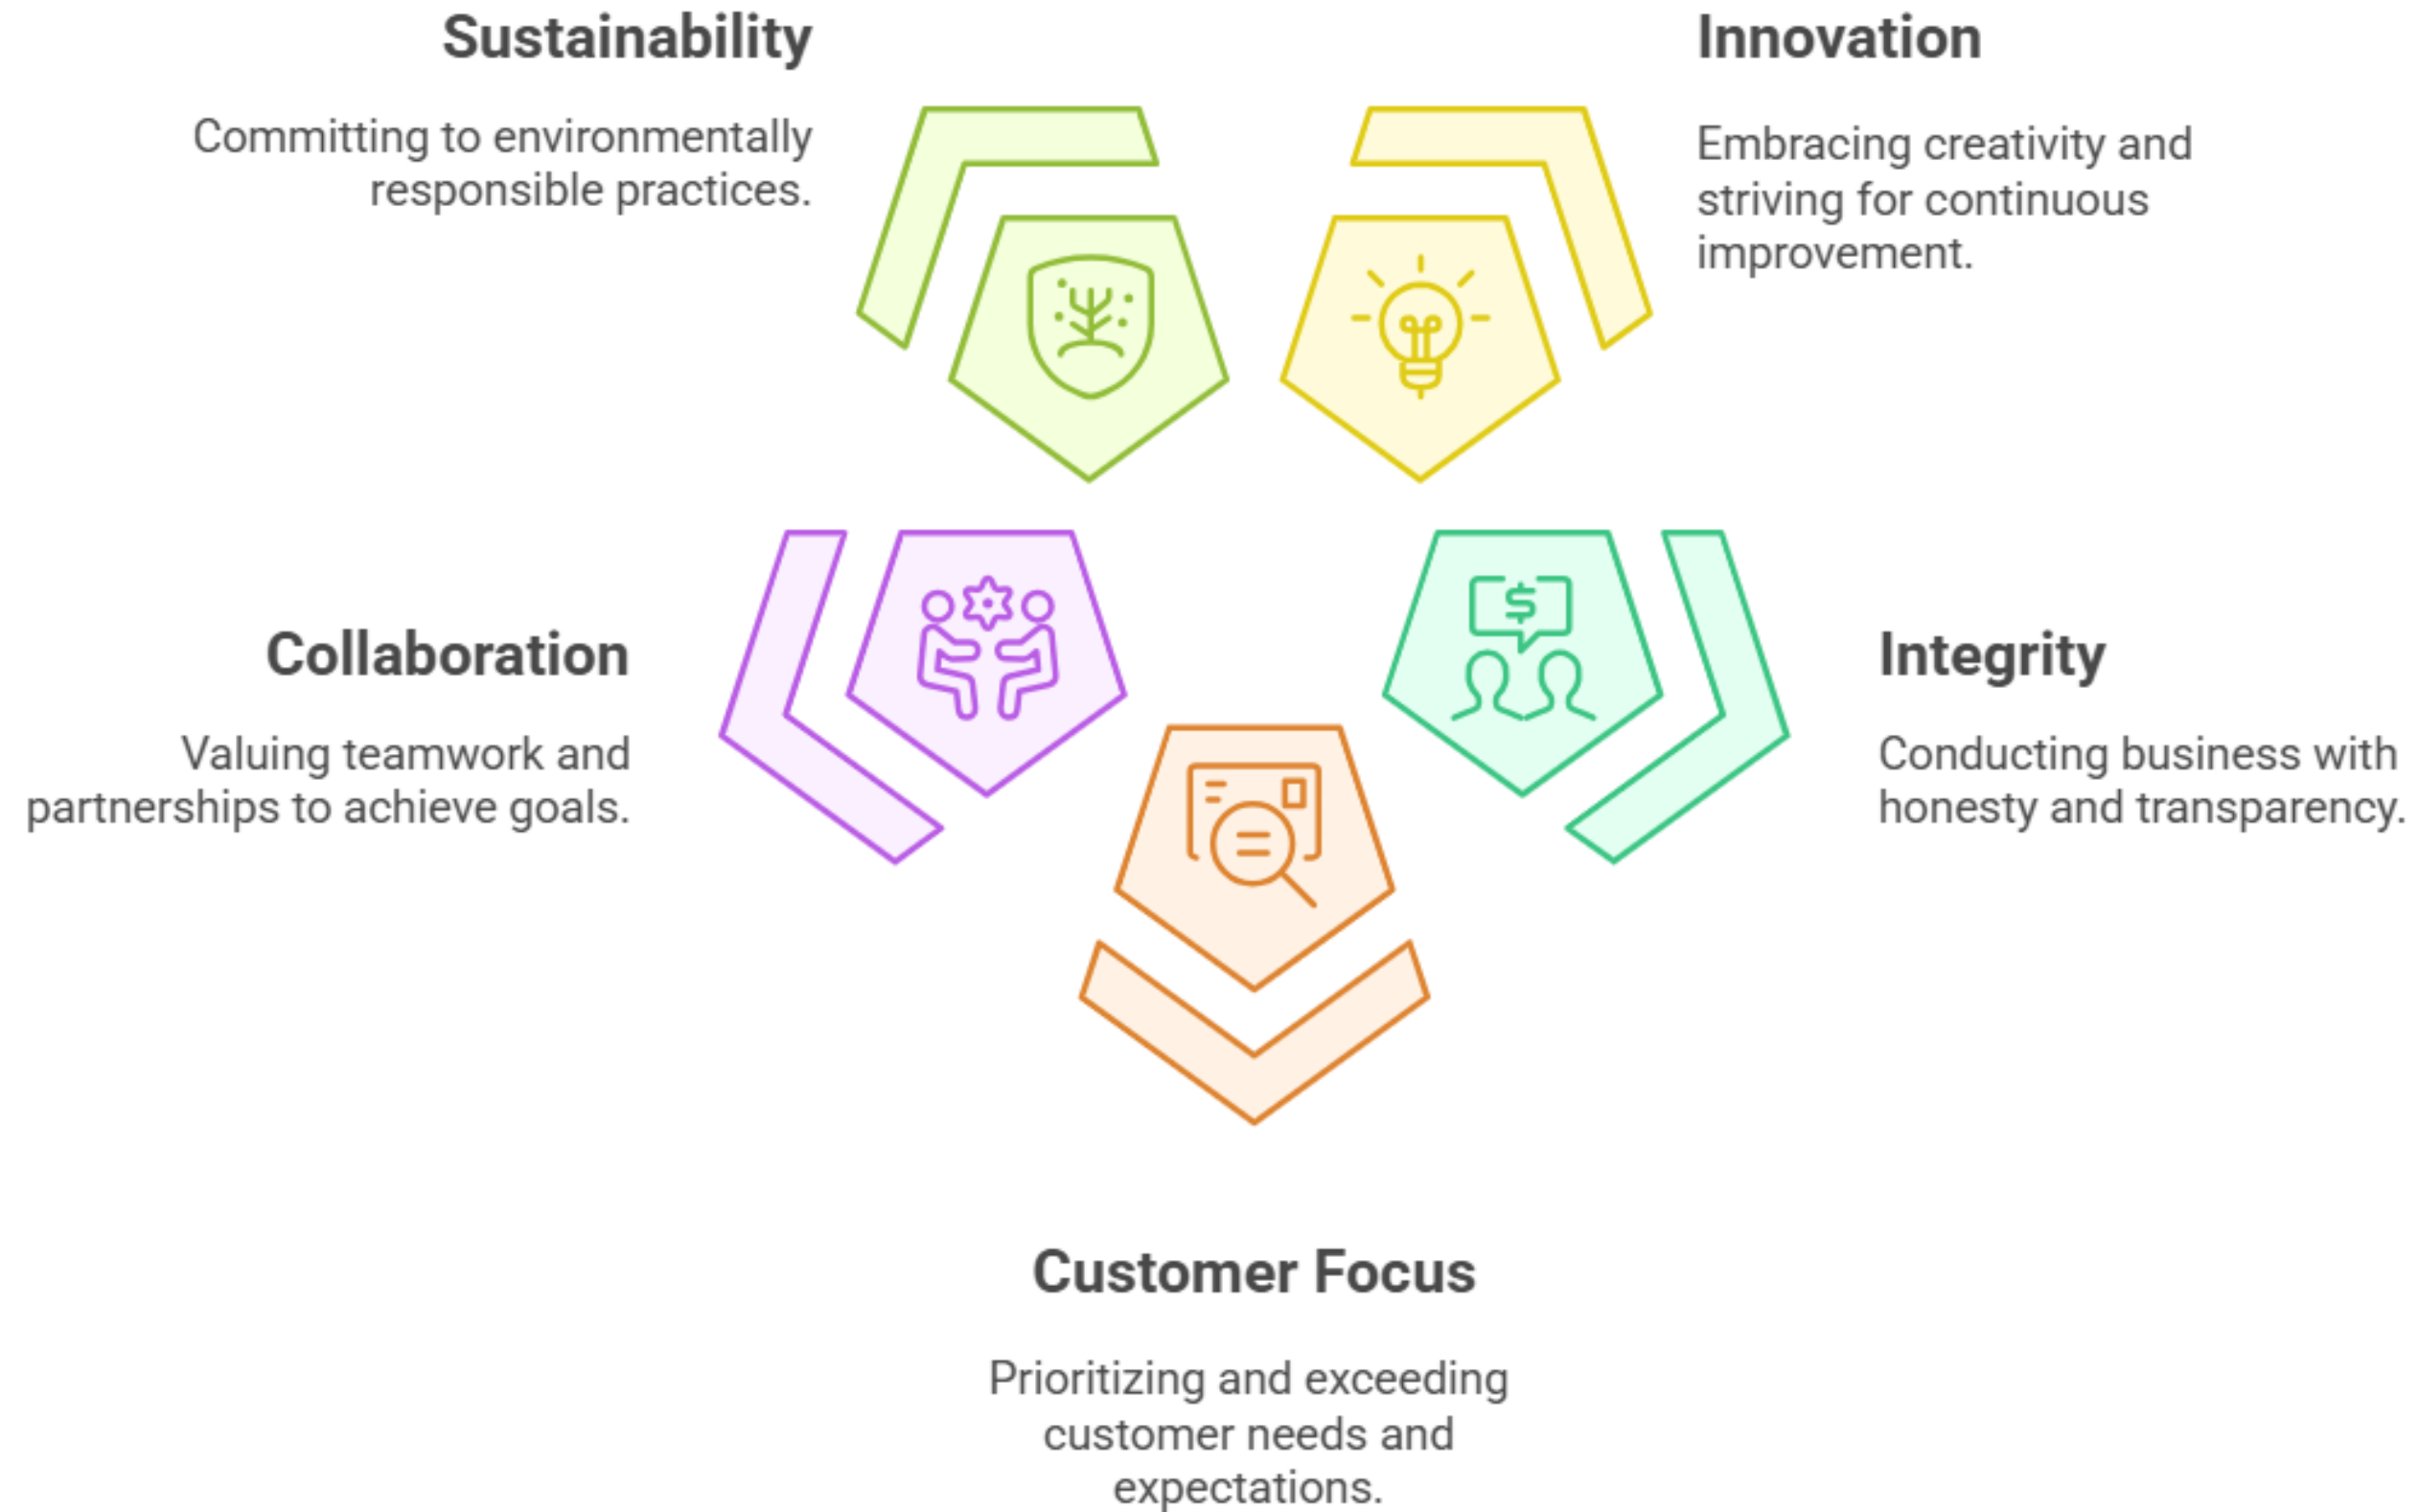 Sustainability
Committing to environmentally
responsible practices.
Innovation
Embracing creativity and
striving for continuous
improvement.
Collaboration
Valuing teamwork and
partnerships to achieve goals.
$
Integrity
Conducting business with
honesty and transparency.
Customer Focus
Prioritizing and exceeding
customer needs and
expectations.